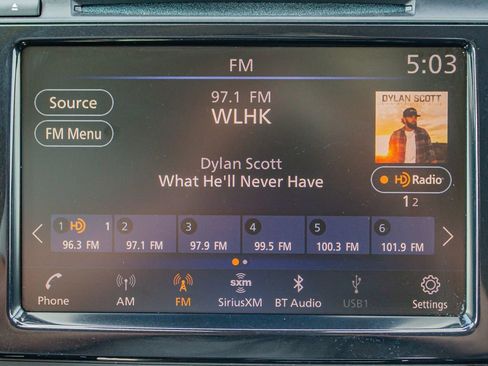 FM
5:03
Source
FM Menu
97.1 FM
WLHK
DYLAN SCOTT
Dylan Scott
What He'll Never Have
HD Radio
1 2
1 HD 1 96.3 FM
2 97.1 FM
3 97.9 FM
4 99.5 FM
5 100.3 FM
6 101.9 FM
Phone
AM
FM
sxm
SiriusXM
BT Audio
USB1
Settings